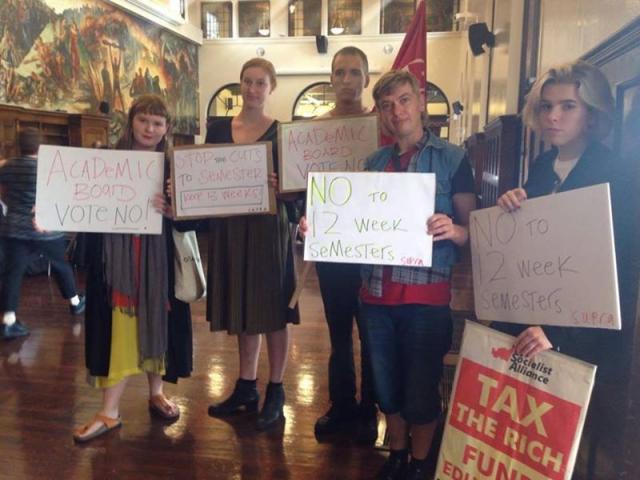 ACADEMIC
BOARD
VOTE NO!
STOP the CUTS
TO SEMESTER
KEEP 13 WEEKS!
SUPRA
ACADEMIC
BOARD
VOTE NO
NO TO
12 WEEK
SEMESTERS
SUPRA
NO TO
12 WEEK
SEMESTERS
SUPRA
Socialist
Alliance
TAX
THE RICH
FUND